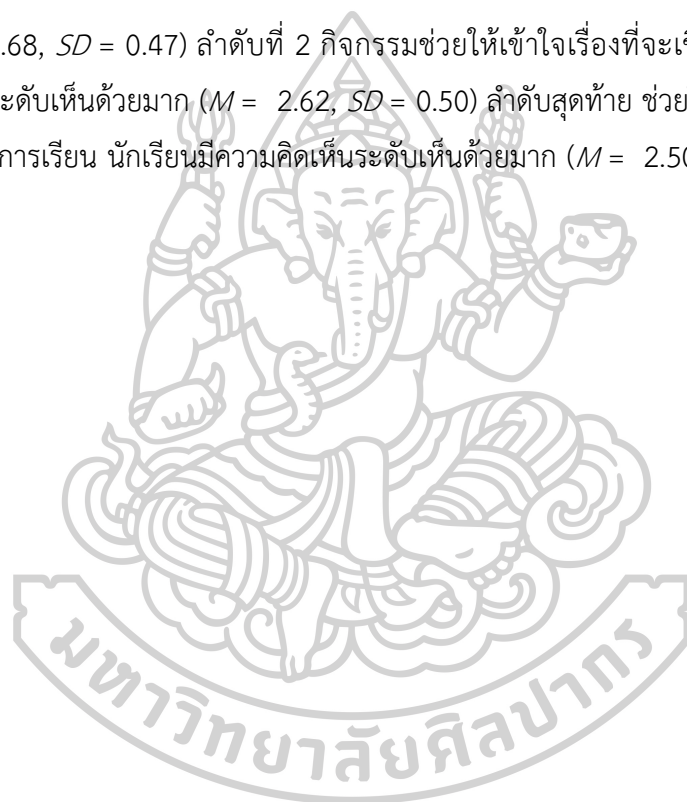 .68, SD = 0.47) ลำดับที่ 2 กิจกรรมช่วยให้เข้าใจเรื่องที่จะเ
ะดับเห็นด้วยมาก (M = 2.62, SD = 0.50) ลำดับสุดท้าย ช่วย
การเรียน นักเรียนมีความคิดเห็นระดับเห็นด้วยมาก (M = 2.50
มหาวิทยาลัยศิลปากร